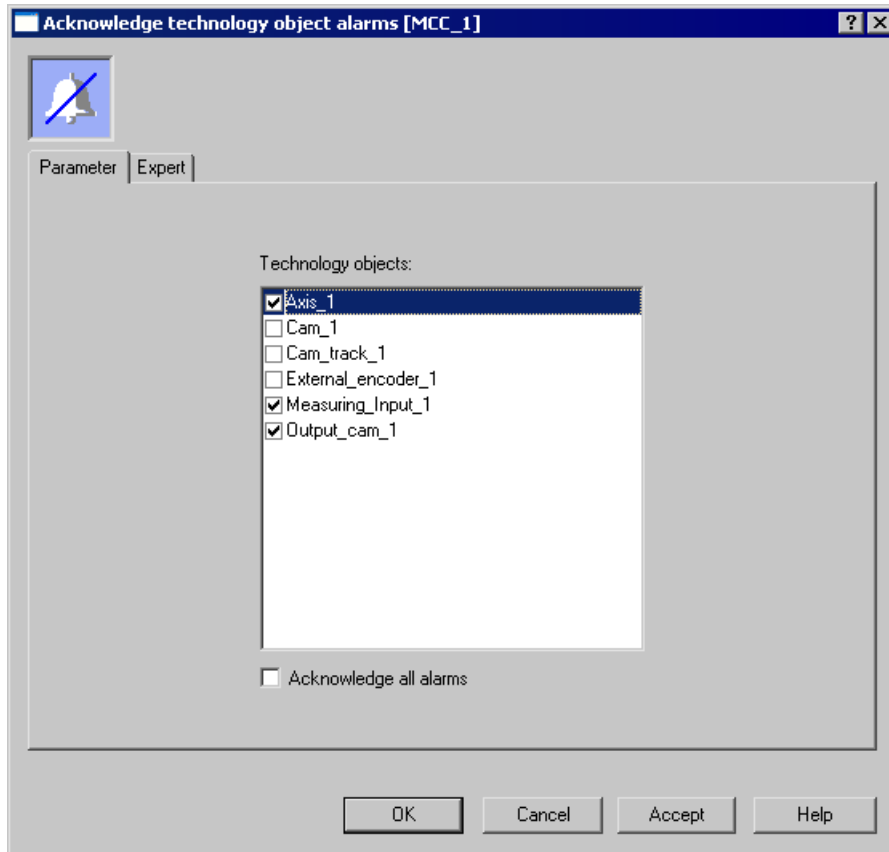 Acknowledge technology object alarms [MCC_1]
Parameter
Expert
Technology objects:
Axis_1
Cam_1
Cam_track_1
External_encoder_1
Measuring_Input_1
Output_cam_1
Acknowledge all alarms
OK
Cancel
Accept
Help